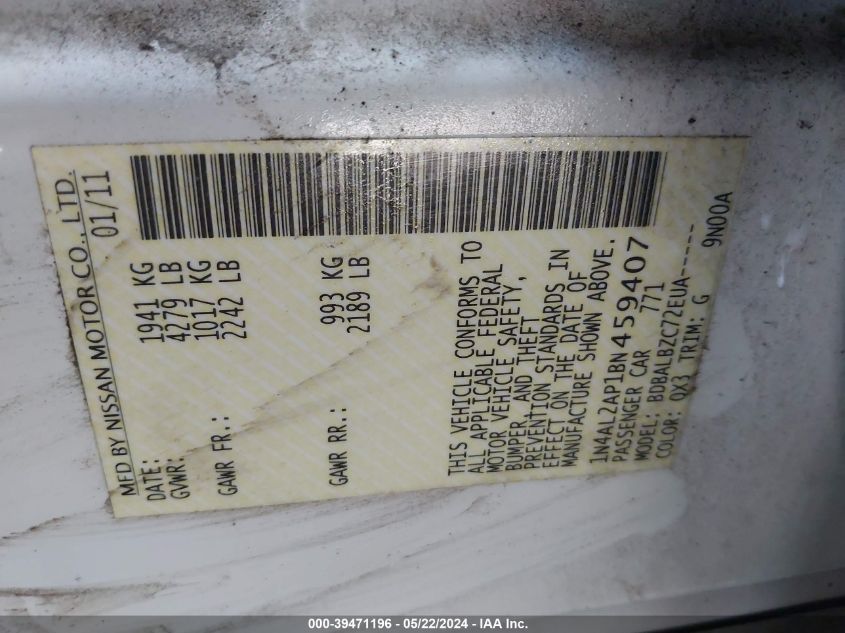 MFD BY NISSAN MOTOR CO., LTD.
DATE: 01/11
GVWR: 1941 KG
4279 LB
GAWR FR.: 1017 KG
2242 LB
GAWR RR.: 993 KG
2189 LB
THIS VEHICLE CONFORMS TO
ALL APPLICABLE FEDERAL
MOTOR VEHICLE SAFETY,
BUMPER, AND THEFT
PREVENTION STANDARDS IN
EFFECT ON THE DATE OF
MANUFACTURE SHOWN ABOVE.
1N4AL2AP1BN459407
PASSENGER CAR 771
MODEL: BDBALBZC72EUA-----
COLOR: QX3 TRIM: G 9N00A
000-39471196 - 05/22/2024 - IAA Inc.